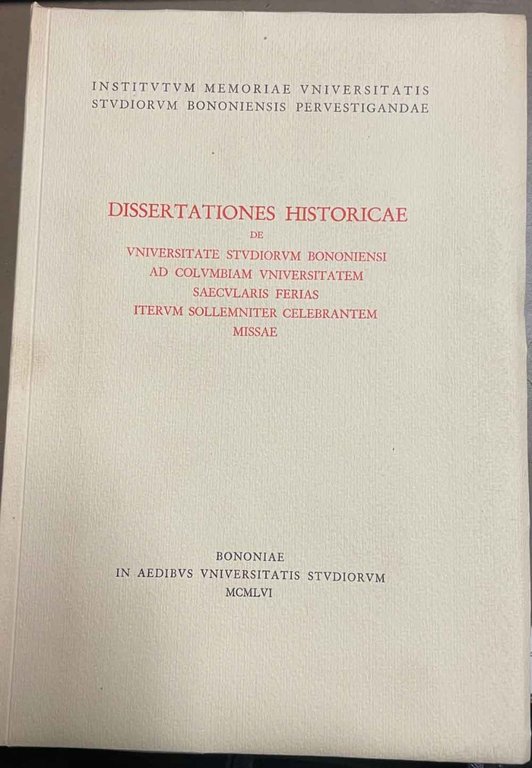 INSTITVTVM MEMORIAE VNIVERSITATIS
STVDIORVM BONONIENSIS PERVESTIGANDAE
DISSERTATIONES HISTORICAE
DE
VNIVERSITATE STVDIORVM BONONIENSI
AD COLVMBIAM VNIVERSITATEM
SAECVLARIS FERIAS
ITERVM SOLLEMNITER CELEBRANTEM
MISSAE
BONONIAE
IN AEDIBVS VNIVERSITATIS STVDIORVM
MCMLVI